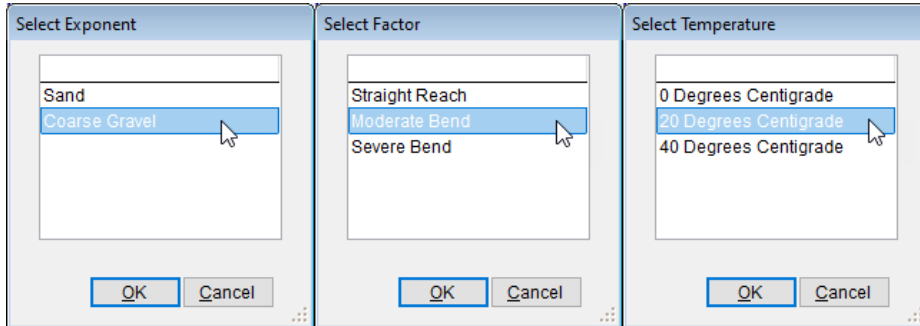 Select Exponent
Sand
Coarse Gravel
OK
Cancel
Select Factor
Straight Reach
Moderate Bend
Severe Bend
OK
Cancel
Select Temperature
0 Degrees Centigrade
20 Degrees Centigrade
40 Degrees Centigrade
OK
Cancel